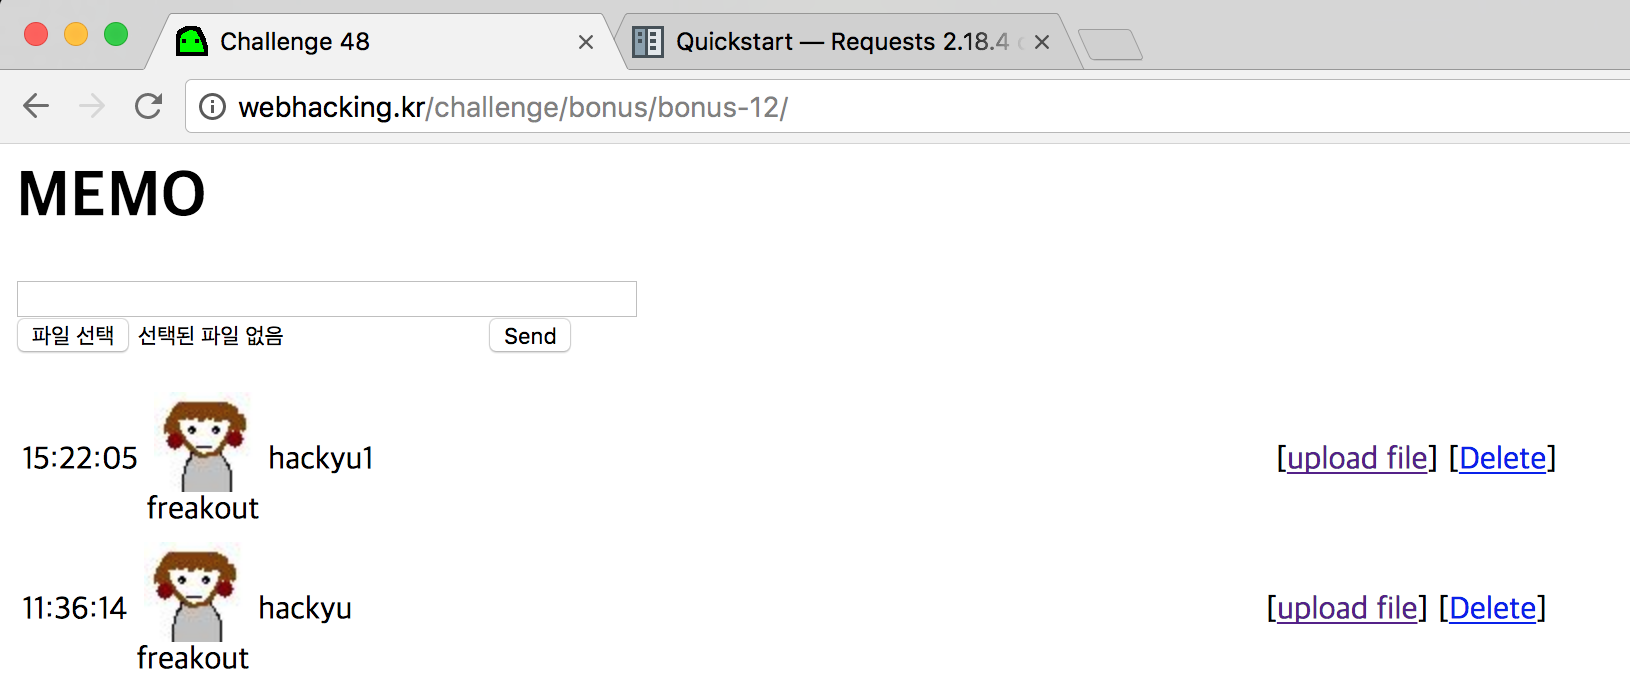 Challenge 48
Quickstart — Requests 2.18.4
webhacking.kr/challenge/bonus/bonus-12/
MEMO
파일 선택 선택된 파일 없음 Send
15:22:05 hackyu1 [upload file] [Delete]
freakout
11:36:14 hackyu [upload file] [Delete]
freakout